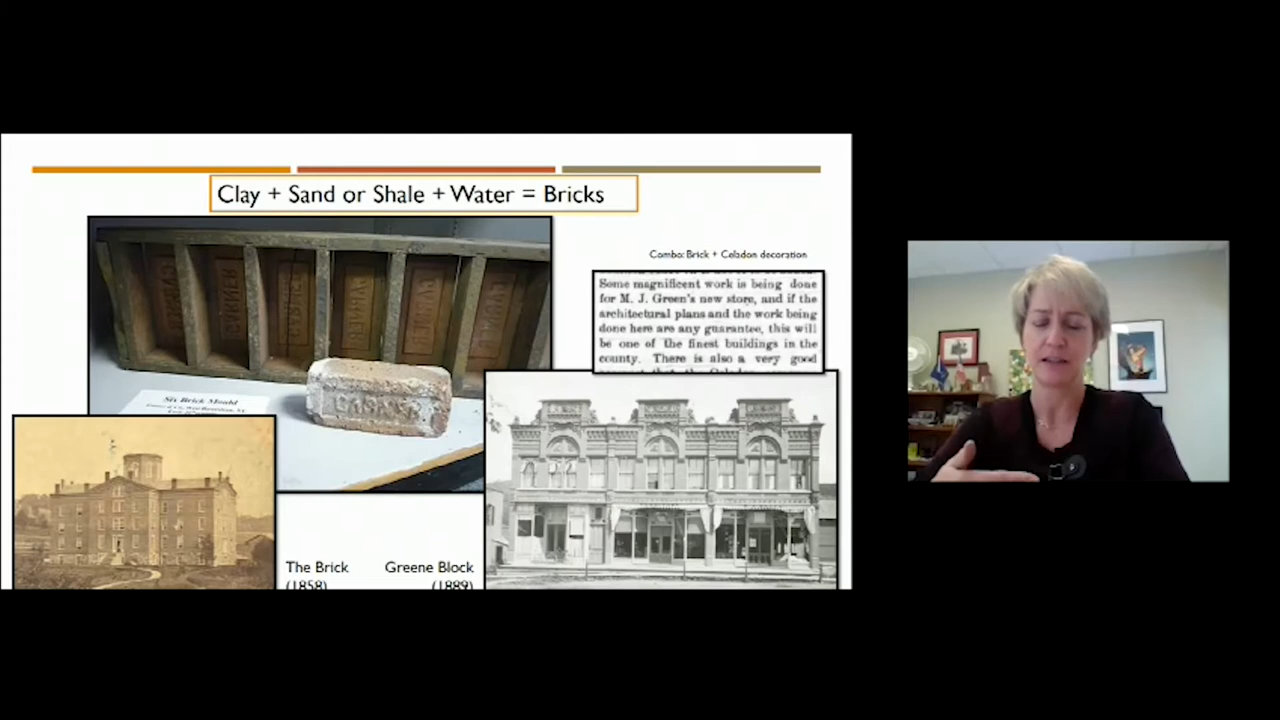 Clay + Sand or Shale + Water = Bricks
Combo: Brick + Celadon decoration
Some magnificent work is being done
for M. J. Green's new store, and if the
architectural plans and the work being
done here are any guarantee, this will
be one of the finest buildings in the
county. There is also a very good
Six Brick Mould
The Brick
(1858)
Greene Block
(1889)